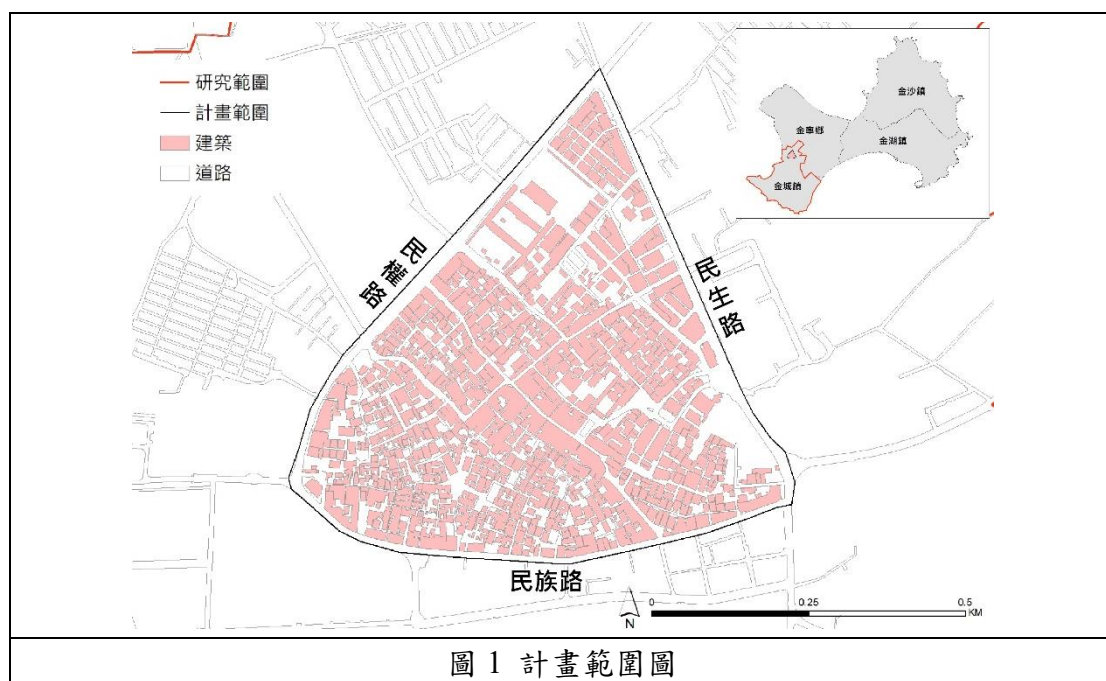 研究範圍
計畫範圍
建築
道路
金沙鎮
金寧鄉
金湖鎮
金城鎮
民權路
民生路
民族路
0
0.25
0.5
KM
N
圖 1 計畫範圍圖